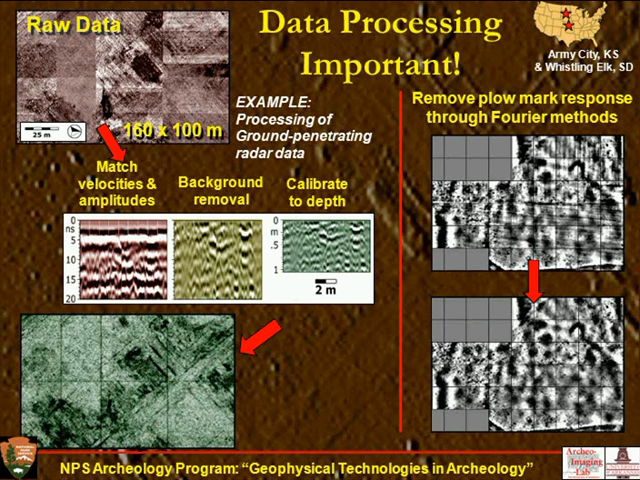 Raw Data
25 m
160 x 100 m
Data Processing
Important!
Army City, KS
& Whistling Elk, SD
EXAMPLE:
Processing of
Ground-penetrating
radar data
Remove plow mark response
through Fourier methods
Match
velocities &
amplitudes
Background
removal
Calibrate
to depth
0
ns
5
10
15
20
0
m
.5
1
2 m
NPS Archeology Program: “Geophysical Technologies in Archeology”
Archeo-
Imaging
Lab